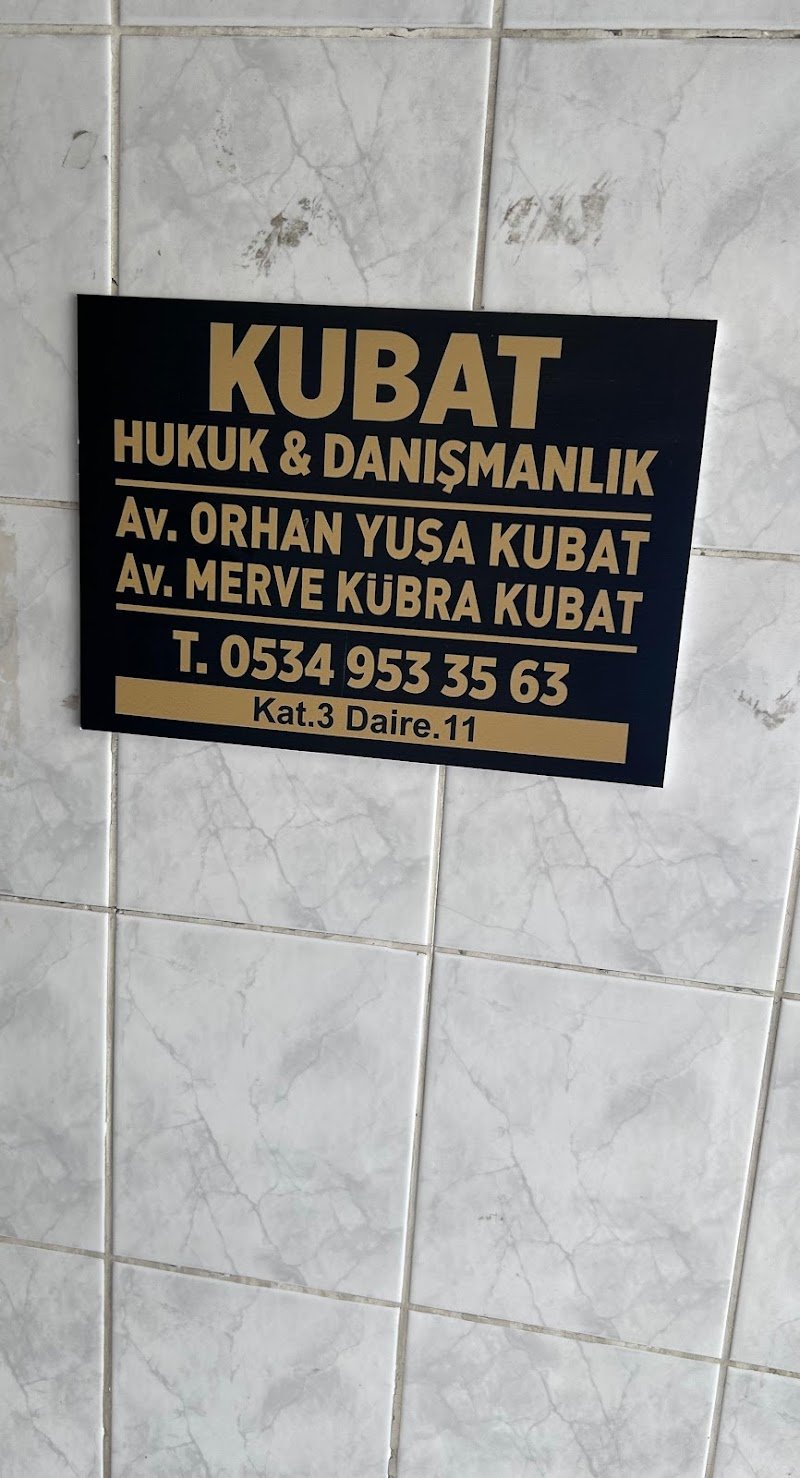 KUBAT
HUKUK & DANIŞMANLIK
Av. ORHAN YUŞA KUBAT
Av. MERVE KÜBRA KUBAT
T. 0534 953 35 63
Kat.3 Daire.11